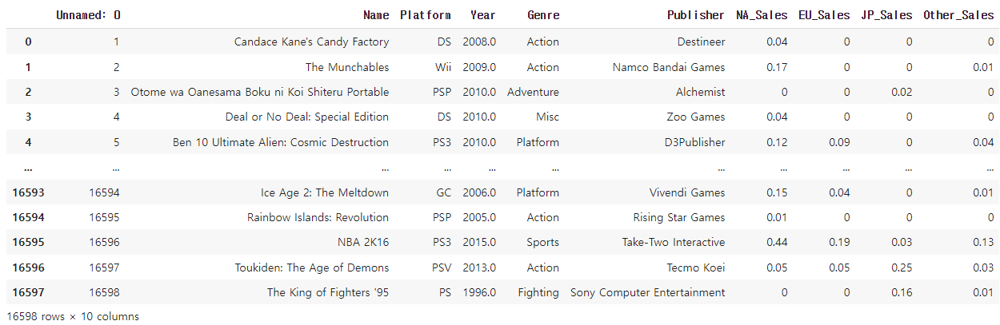 Unnamed: 0 Name Platform Year Genre Publisher NA_Sales EU_Sales JP_Sales Other_Sales
0 1 Candace Kane's Candy Factory DS 2008.0 Action Destineer 0.04 0 0 0
1 2 The Munchables Wii 2009.0 Action Namco Bandai Games 0.17 0 0 0.01
2 3 Otome wa Oanesama Boku ni Koi Shiteru Portable PSP 2010.0 Adventure Alchemist 0 0 0.02 0
3 4 Deal or No Deal: Special Edition DS 2010.0 Misc Zoo Games 0.04 0 0 0
4 5 Ben 10 Ultimate Alien: Cosmic Destruction PS3 2010.0 Platform D3Publisher 0.12 0.09 0 0.04
... ... ... ... ... ... ... ... ... ... ...
16593 16594 Ice Age 2: The Meltdown GC 2006.0 Platform Vivendi Games 0.15 0.04 0 0.01
16594 16595 Rainbow Islands: Revolution PSP 2005.0 Action Rising Star Games 0.01 0 0 0
16595 16596 NBA 2K16 PS3 2015.0 Sports Take-Two Interactive 0.44 0.19 0.03 0.13
16596 16597 Toukiden: The Age of Demons PSV 2013.0 Action Tecmo Koei 0.05 0.05 0.25 0.03
16597 16598 The King of Fighters '95 PS 1996.0 Fighting Sony Computer Entertainment 0 0 0.16 0.01
16598 rows × 10 columns